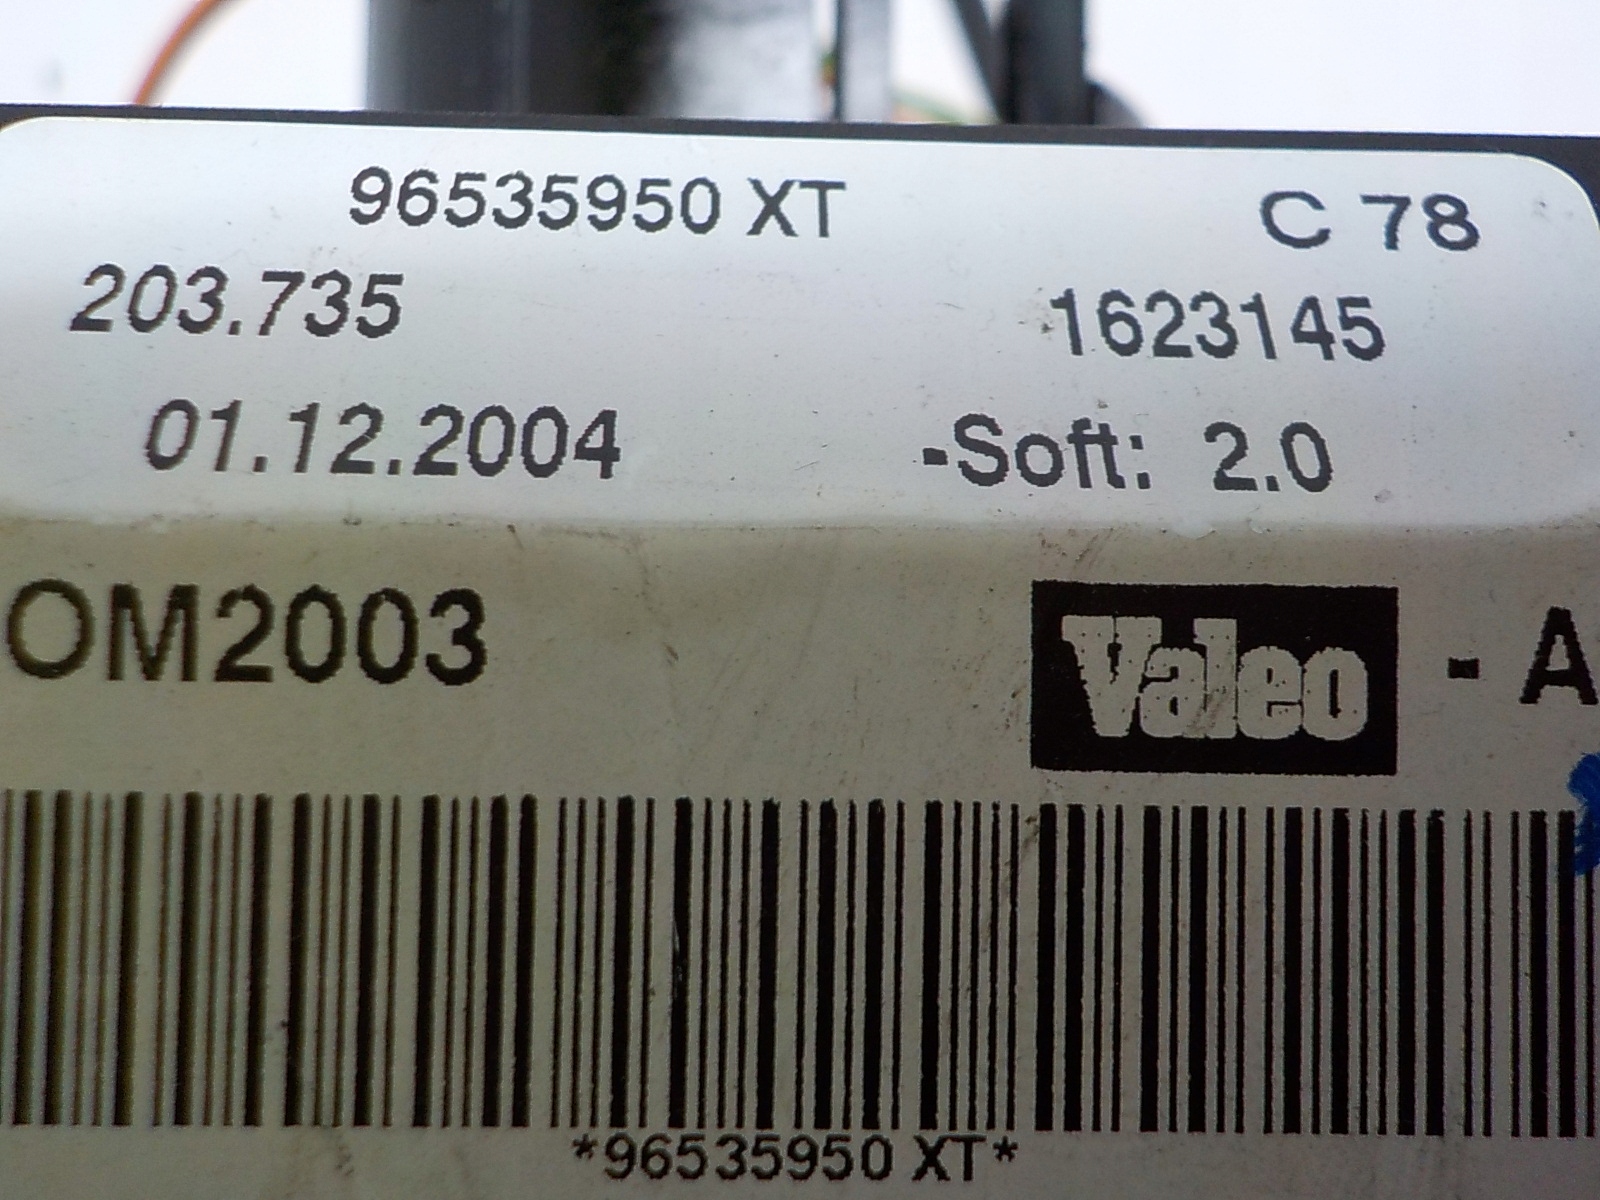 96535950 XT C 78
203.735 1623145
01.12.2004 -Soft: 2.0
OM2003 Valeo - A
*96535950 XT*